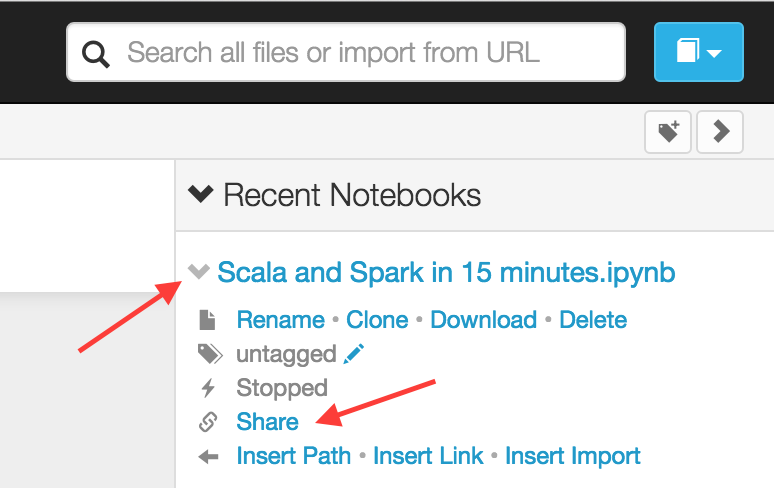 Search all files or import from URL
Recent Notebooks
Scala and Spark in 15 minutes.ipynb
Rename • Clone • Download • Delete
untagged
Stopped
Share
Insert Path • Insert Link • Insert Import